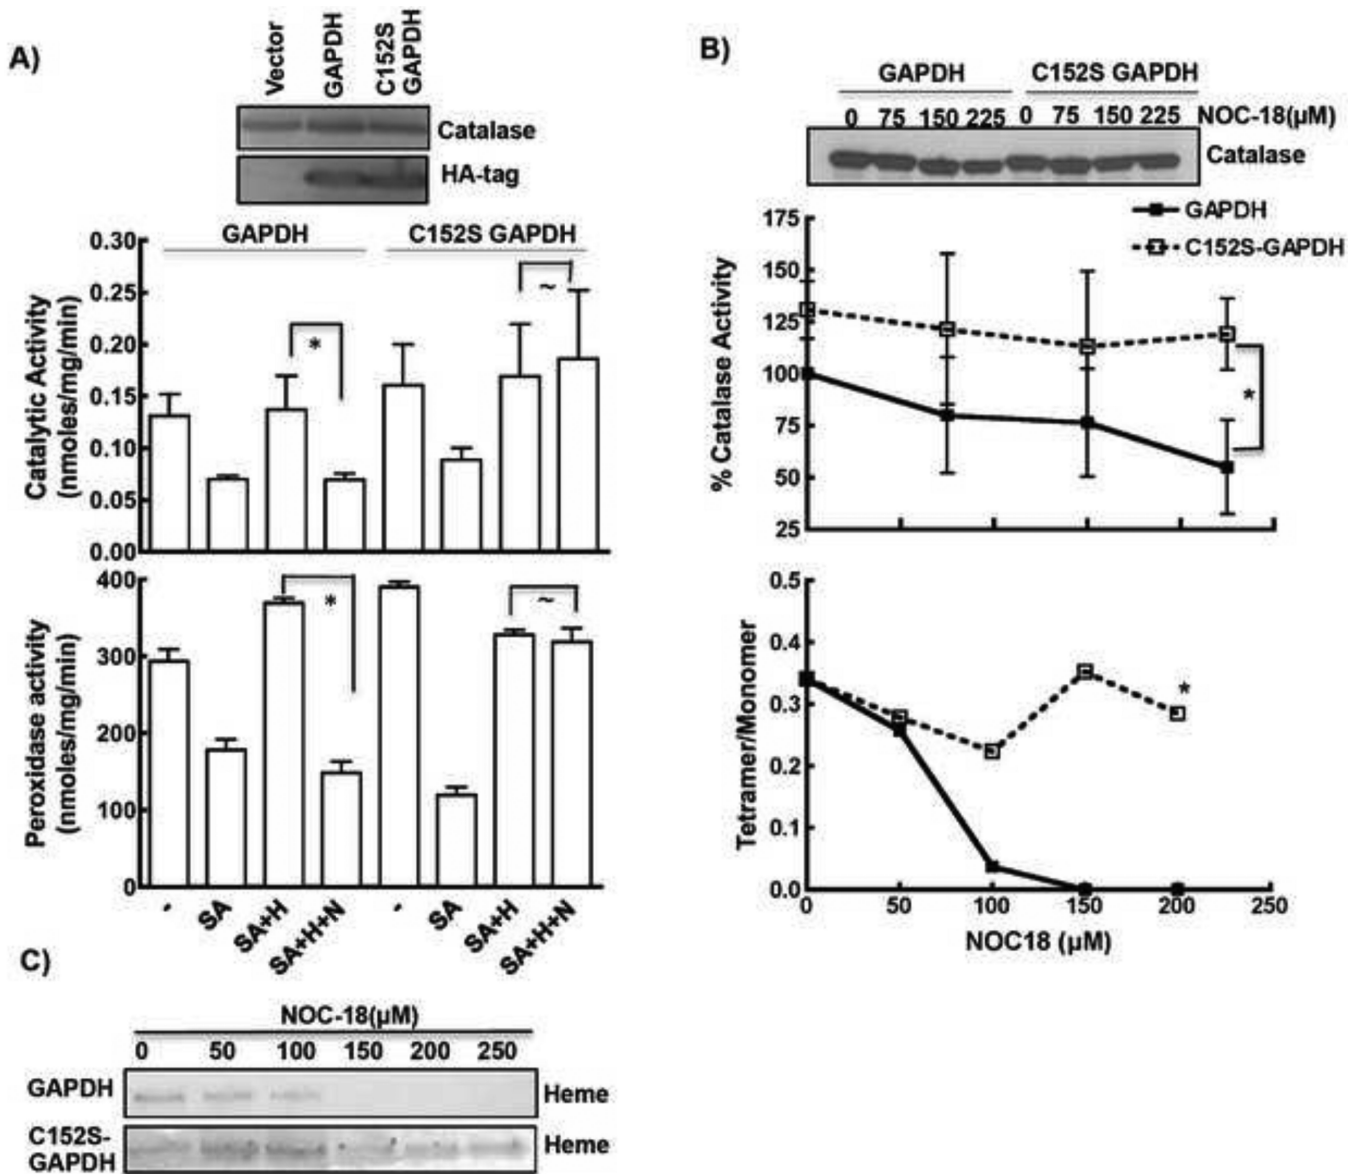 A)
Vector
GAPDH
C152S
GAPDH
Catalase
HA-tag
GAPDH
C152S GAPDH
Catalytic Activity
(nmoles/mg/min)
0.30
0.25
0.20
0.15
0.10
0.05
0.00
*
~
Peroxidase activity
(nmoles/mg/min)
400
300
200
100
0
*
~
-
SA
SA+H
SA+H+N
-
SA
SA+H
SA+H+N
B)
GAPDH
C152S GAPDH
0 75 150 225 0 75 150 225 NOC-18(µM)
Catalase
GAPDH
C152S-GAPDH
% Catalase Activity
175
150
125
100
75
50
25
*
Tetramer/Monomer
0.5
0.4
0.3
0.2
0.1
0.0
*
0 50 100 150 200 250
NOC18 (µM)
C)
NOC-18(µM)
0 50 100 150 200 250
GAPDH
Heme
C152S-
GAPDH
Heme